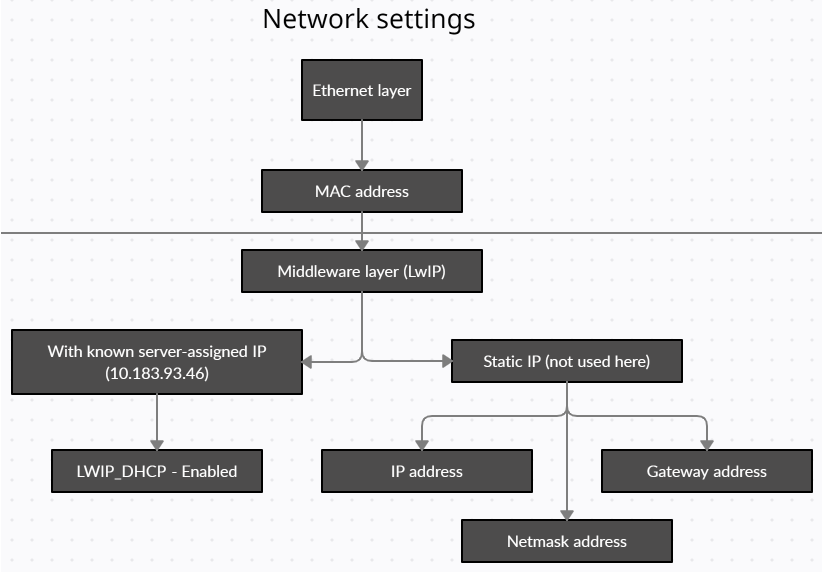 Network settings
Ethernet layer
MAC address
Middleware layer (LwIP)
With known server-assigned IP
(10.183.93.46)
Static IP (not used here)
LWIP_DHCP - Enabled
IP address
Gateway address
Netmask address